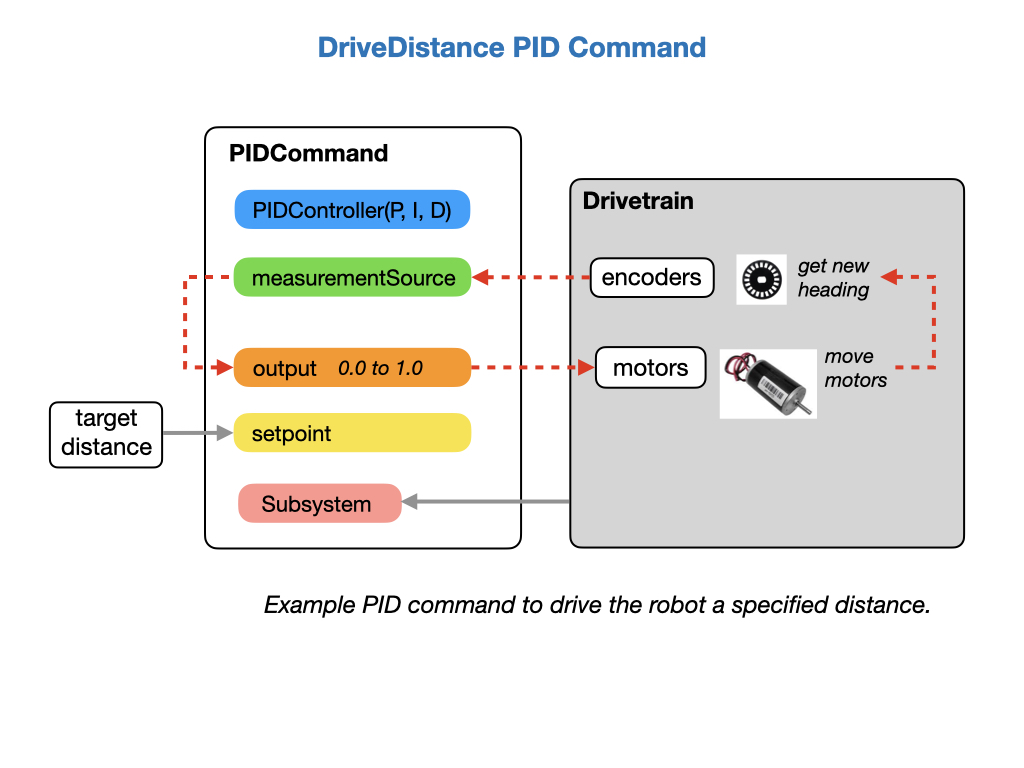 DriveDistance PID Command
PIDCommand
PIDController(P, I, D)
measurementSource
output 0.0 to 1.0
setpoint
Subsystem
target
distance
Drivetrain
encoders
get new
heading
motors
move
motors
Example PID command to drive the robot a specified distance.